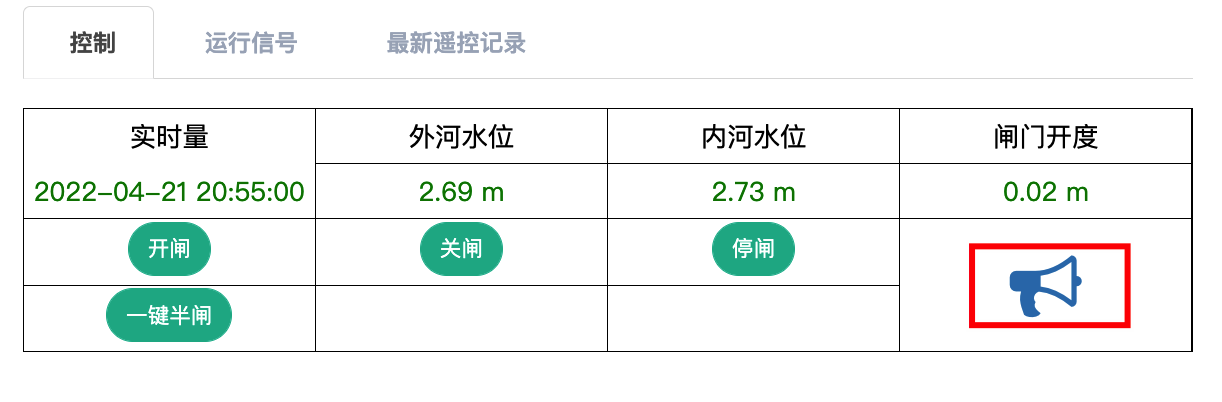 控制 运行信号 最新遥控记录
实时量 外河水位 内河水位 闸门开度
2022-04-21 20:55:00 2.69 m 2.73 m 0.02 m
开闸 关闸 停闸
一键半闸